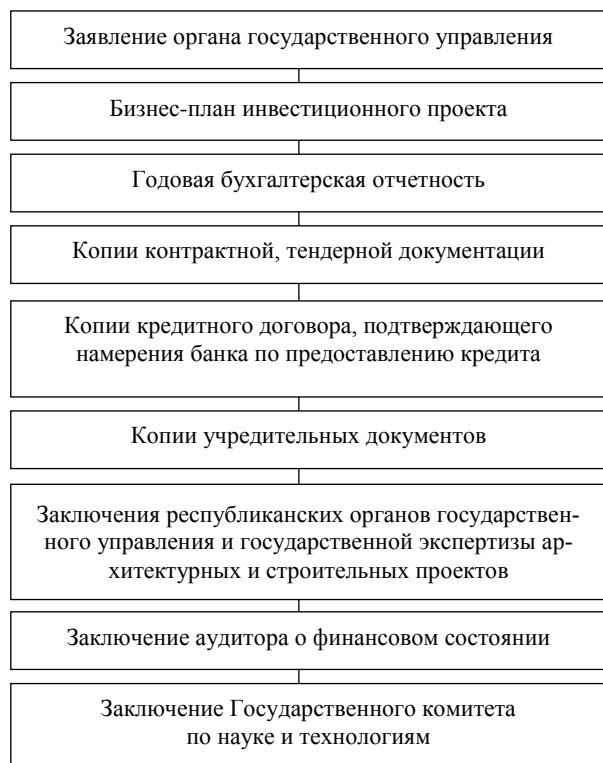 Заявление органа государственного управления
Бизнес-план инвестиционного проекта
Годовая бухгалтерская отчетность
Копии контрактной, тендерной документации
Копии кредитного договора, подтверждающего
намерения банка по предоставлению кредита
Копии учредительных документов
Заключения республиканских органов государствен-
ного управления и государственной экспертизы ар-
хитектурных и строительных проектов
Заключение аудитора о финансовом состоянии
Заключение Государственного комитета
по науке и технологиям